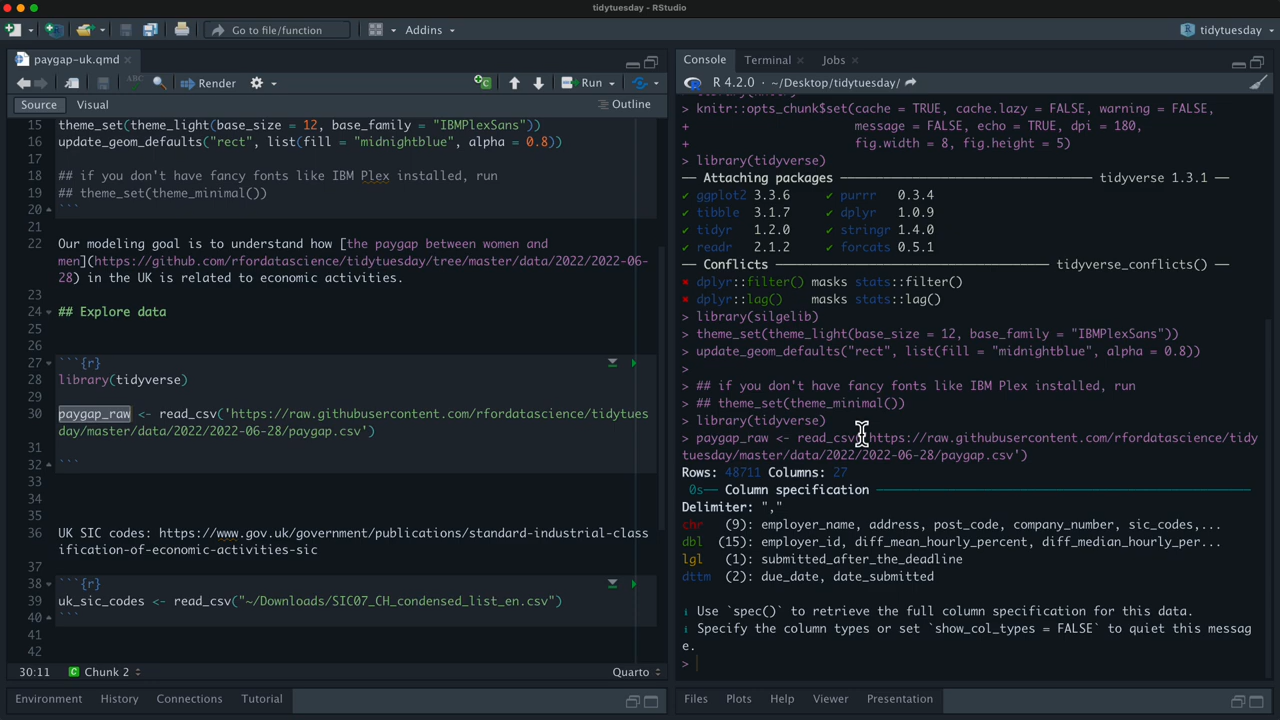 tidytuesday - RStudio
Go to file/function
Addins
tidytuesday
paygap-uk.qmd
Render
Run
Source
Visual
Outline
15 theme_set(theme_light(base_size = 12, base_family = "IBMPlexSans"))
16 update_geom_defaults("rect", list(fill = "midnightblue", alpha = 0.8))
17
18 ## if you don't have fancy fonts like IBM Plex installed, run
19 ## theme_set(theme_minimal())
20 ```
21
22 Our modeling goal is to understand how [the paygap between women and
men](https://github.com/rfordatascience/tidytuesday/tree/master/data/2022/2022-06-
28) in the UK is related to economic activities.
23
24 ## Explore data
25
26
27 ```{r}
28 library(tidyverse)
29
30 paygap_raw <- read_csv('https://raw.githubusercontent.com/rfordatascience/tidytues
day/master/data/2022/2022-06-28/paygap.csv')
31
32 ```
33
34
35
36 UK SIC codes: https://www.gov.uk/government/publications/standard-industrial-class
ification-of-economic-activities-sic
37
38 ```{r}
39 uk_sic_codes <- read_csv("~/Downloads/SIC07_CH_condensed_list_en.csv")
40 ```
41
42
30:11
Chunk 2
Quarto
Environment
History
Connections
Tutorial
Console
Terminal
Jobs
R 4.2.0 · ~/Desktop/tidytuesday/
> knitr::opts_chunk$set(cache = TRUE, cache.lazy = FALSE, warning = FALSE,
+ message = FALSE, echo = TRUE, dpi = 180,
+ fig.width = 8, fig.height = 5)
> library(tidyverse)
── Attaching packages ── tidyverse 1.3.1 ──
✔ ggplot2 3.3.6 ✔ purrr 0.3.4
✔ tibble 3.1.7 ✔ dplyr 1.0.9
✔ tidyr 1.2.0 ✔ stringr 1.4.0
✔ readr 2.1.2 ✔ forcats 0.5.1
── Conflicts ── tidyverse_conflicts() ──
✖ dplyr::filter() masks stats::filter()
✖ dplyr::lag() masks stats::lag()
> library(silgelib)
> theme_set(theme_light(base_size = 12, base_family = "IBMPlexSans"))
> update_geom_defaults("rect", list(fill = "midnightblue", alpha = 0.8))
>
> ## if you don't have fancy fonts like IBM Plex installed, run
> ## theme_set(theme_minimal())
> library(tidyverse)
> paygap_raw <- read_csv('https://raw.githubusercontent.com/rfordatascience/tidy
tuesday/master/data/2022/2022-06-28/paygap.csv')
Rows: 48711 Columns: 27
0s── Column specification ──
Delimiter: ","
chr (9): employer_name, address, post_code, company_number, sic_codes,...
dbl (15): employer_id, diff_mean_hourly_percent, diff_median_hourly_per...
lgl (1): submitted_after_the_deadline
dttm (2): due_date, date_submitted
ℹ Use `spec()` to retrieve the full column specification for this data.
ℹ Specify the column types or set `show_col_types = FALSE` to quiet this messag
e.
>
Files
Plots
Help
Viewer
Presentation